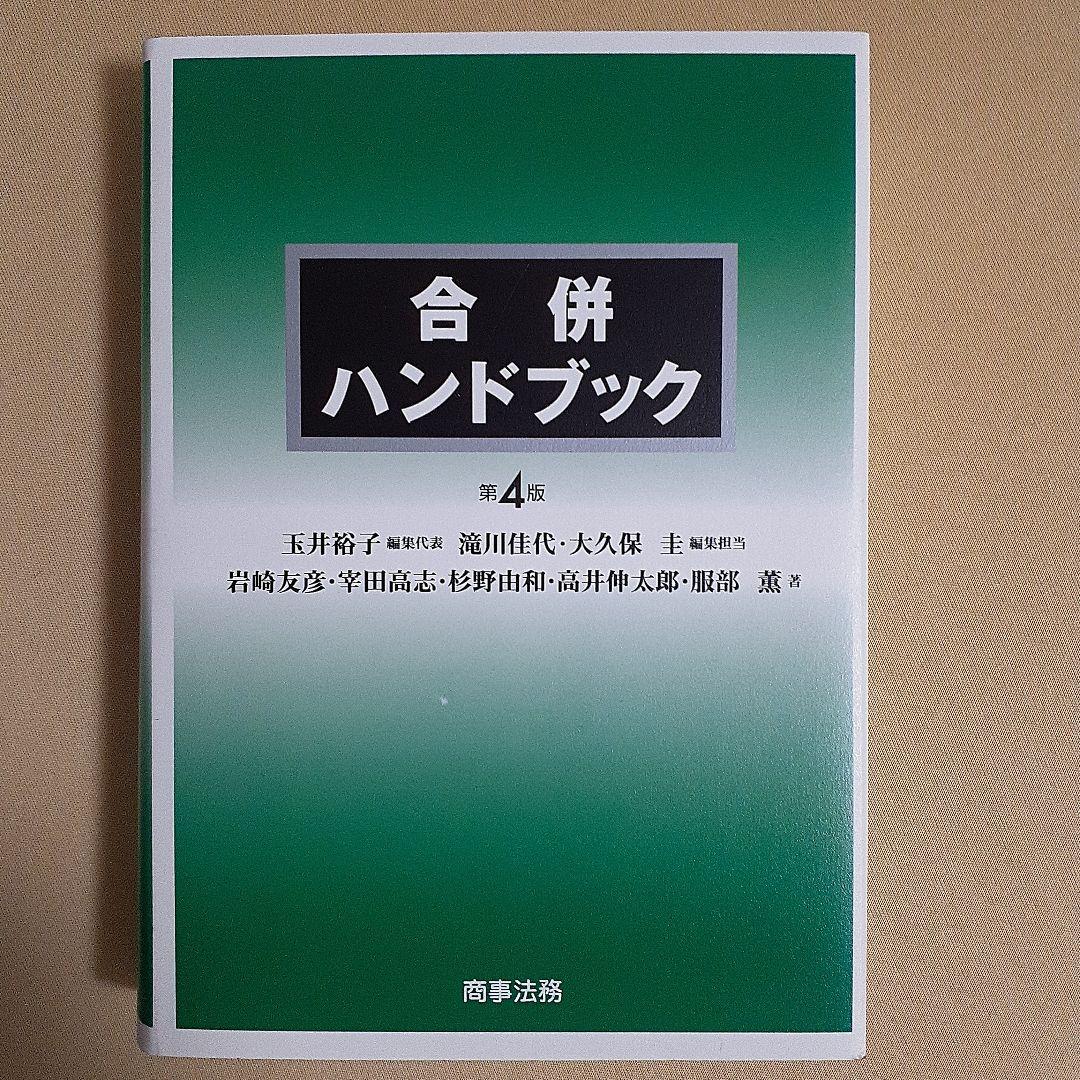 合併
ハンドブック
第4版
玉井裕子 編集代表 滝川佳代・大久保 圭 編集担当
岩崎友彦・宰田高志・杉野由和・高井伸太郎・服部 薫 著
商事法務